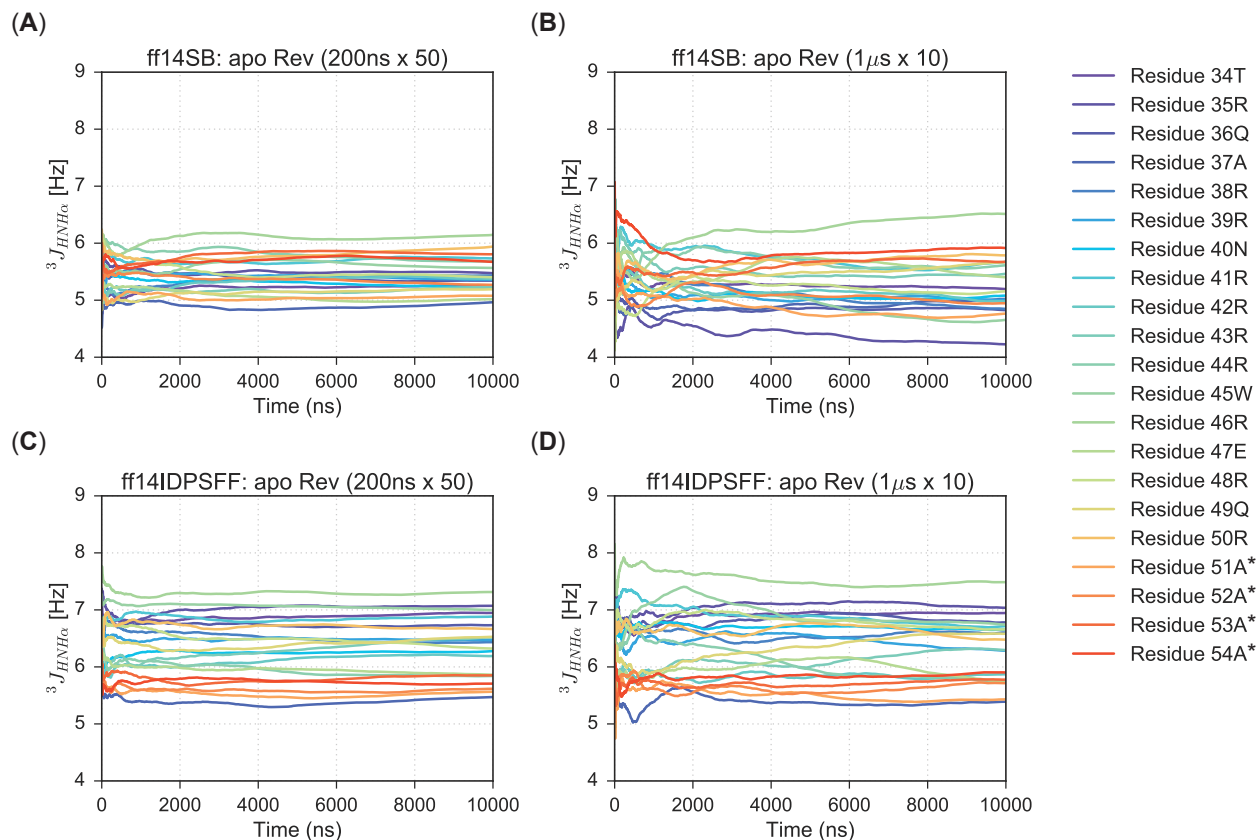 (A)
ff14SB: apo Rev (200ns x 50)
9
8
7
6
5
4
³J_HNHα [Hz]
0 2000 4000 6000 8000 10000
Time (ns)
(B)
ff14SB: apo Rev (1μs x 10)
9
8
7
6
5
4
³J_HNHα [Hz]
0 2000 4000 6000 8000 10000
Time (ns)
(C)
ff14IDPSFF: apo Rev (200ns x 50)
9
8
7
6
5
4
³J_HNHα [Hz]
0 2000 4000 6000 8000 10000
Time (ns)
(D)
ff14IDPSFF: apo Rev (1μs x 10)
9
8
7
6
5
4
³J_HNHα [Hz]
0 2000 4000 6000 8000 10000
Time (ns)
Residue 34T
Residue 35R
Residue 36Q
Residue 37A
Residue 38R
Residue 39R
Residue 40N
Residue 41R
Residue 42R
Residue 43R
Residue 44R
Residue 45W
Residue 46R
Residue 47E
Residue 48R
Residue 49Q
Residue 50R
Residue 51A*
Residue 52A*
Residue 53A*
Residue 54A*